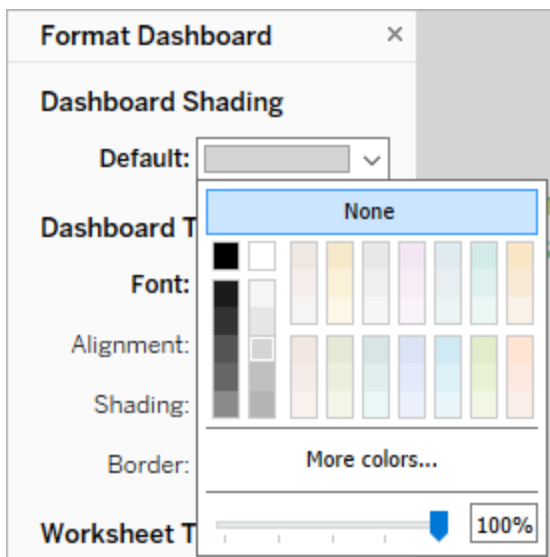 Format Dashboard ×
Dashboard Shading
Default:
None
Dashboard T
Font:
Alignment:
Shading:
Border:
More colors...
100%
Worksheet T